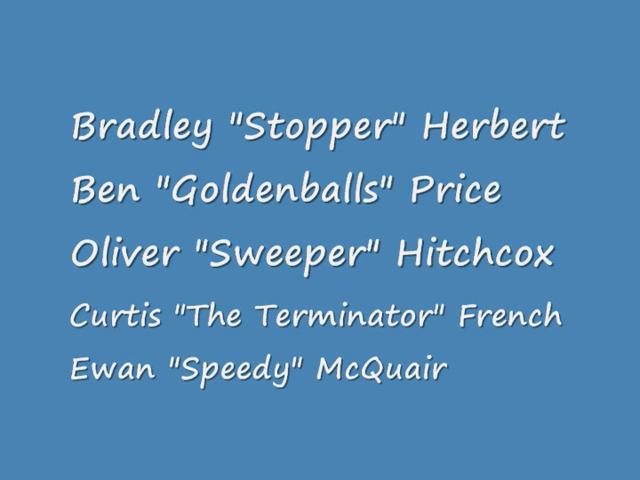 Bradley "Stopper" Herbert
Ben "Goldenballs" Price
Oliver "Sweeper" Hitchcox
Curtis "The Terminator" French
Ewan "Speedy" McQuair